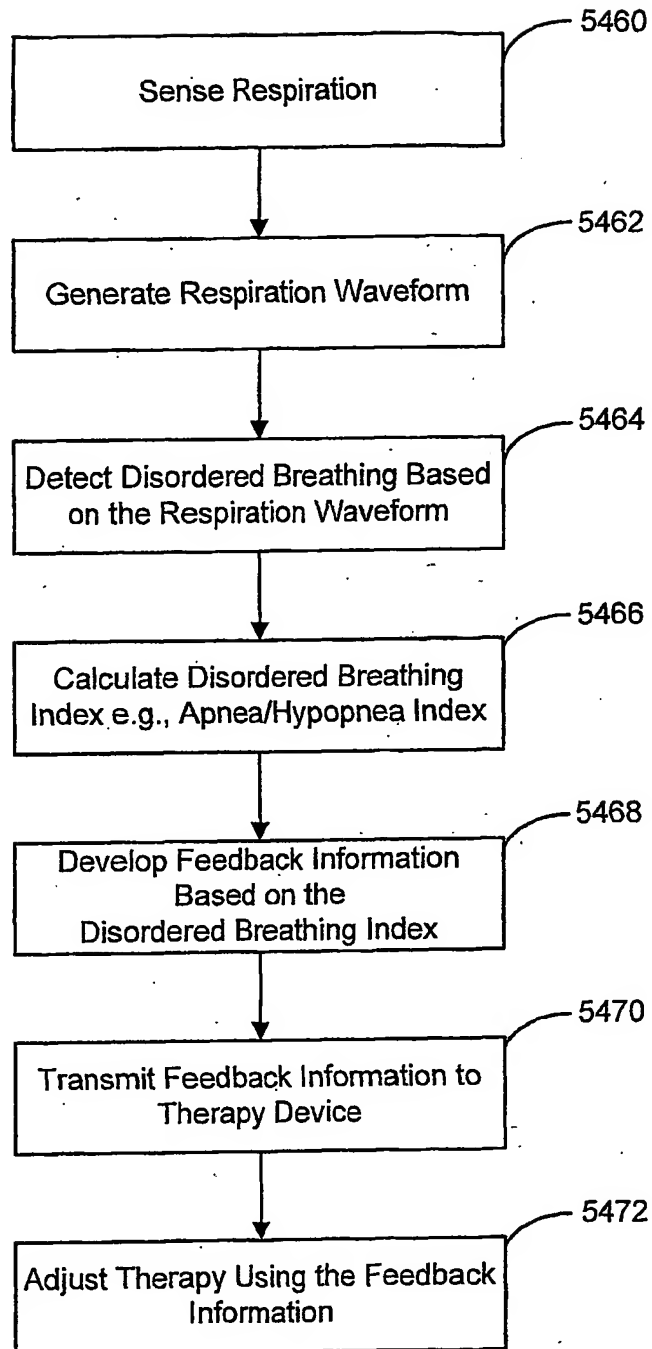 5460
Sense Respiration
5462
Generate Respiration Waveform
5464
Detect Disordered Breathing Based
on the Respiration Waveform
5466
Calculate Disordered Breathing
Index e.g., Apnea/Hypopnea Index
5468
Develop Feedback Information
Based on the
Disordered Breathing Index
5470
Transmit Feedback Information to
Therapy Device
5472
Adjust Therapy Using the Feedback
Information